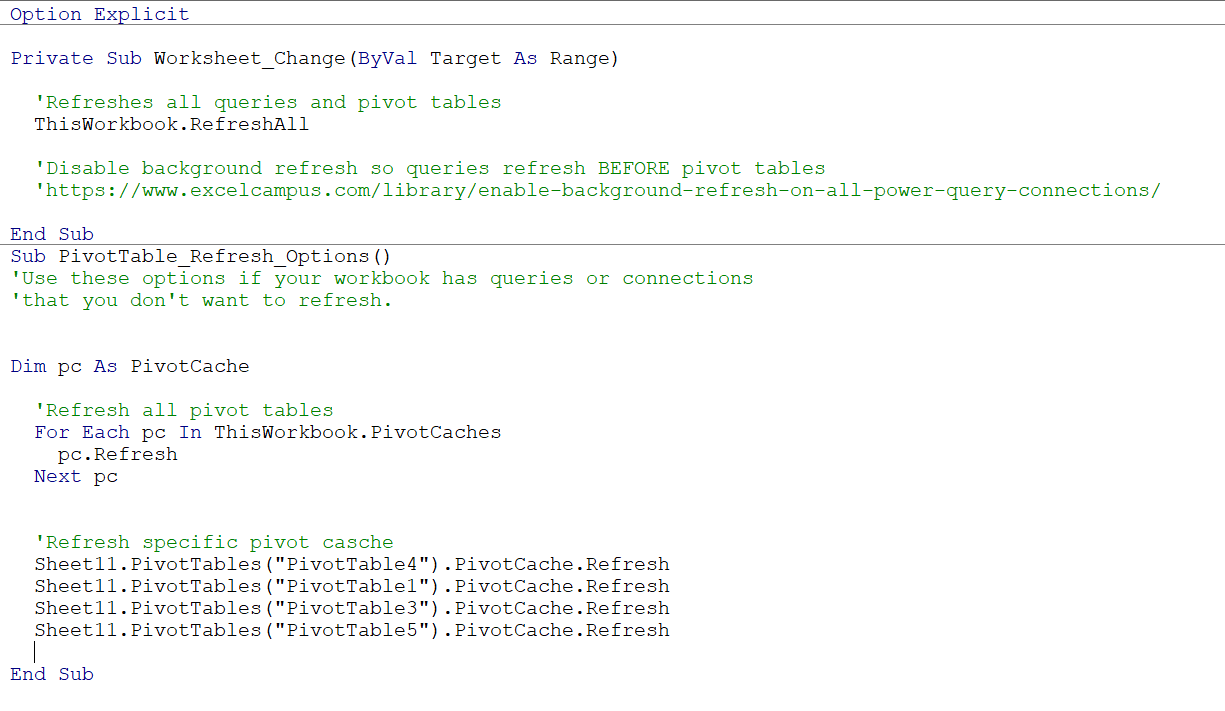 Option Explicit
Private Sub Worksheet_Change(ByVal Target As Range)
'Refreshes all queries and pivot tables
ThisWorkbook.RefreshAll
'Disable background refresh so queries refresh BEFORE pivot tables
'https://www.excelcampus.com/library/enable-background-refresh-on-all-power-query-connections/
End Sub
Sub PivotTable_Refresh_Options()
'Use these options if your workbook has queries or connections
'that you don't want to refresh.
Dim pc As PivotCache
'Refresh all pivot tables
For Each pc In ThisWorkbook.PivotCaches
pc.Refresh
Next pc
'Refresh specific pivot casche
Sheet11.PivotTables("PivotTable4").PivotCache.Refresh
Sheet11.PivotTables("PivotTable1").PivotCache.Refresh
Sheet11.PivotTables("PivotTable3").PivotCache.Refresh
Sheet11.PivotTables("PivotTable5").PivotCache.Refresh
End Sub